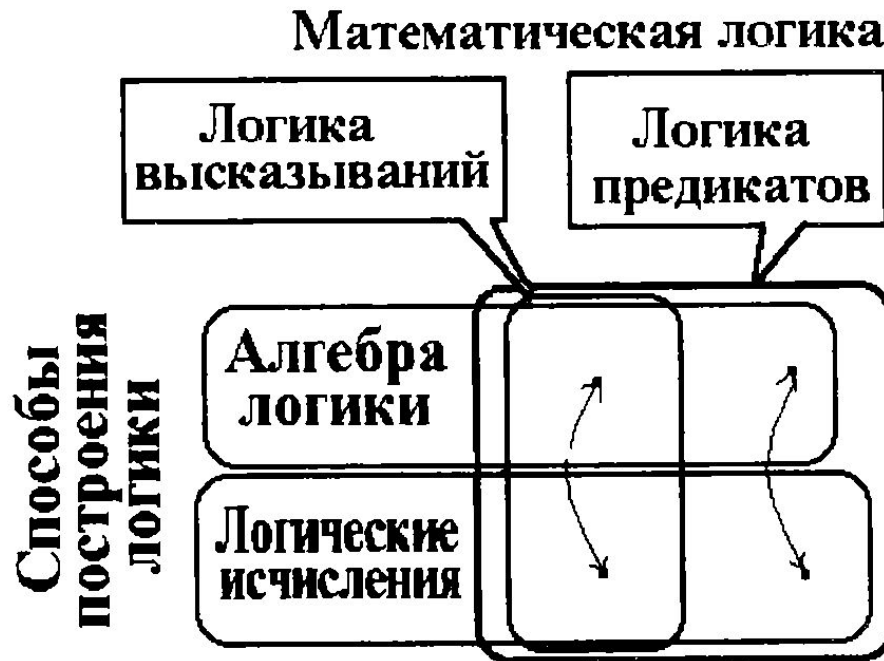 Математическая логика
Логика
высказываний
Логика
предикатов
Способы
построения
логики
Алгебра
логики
Логические
исчисления